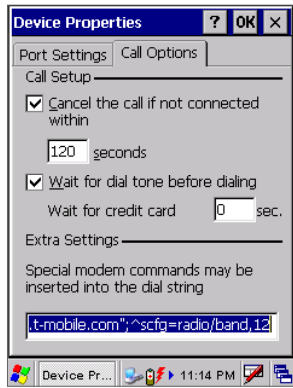 Device Properties ? OK ×
Port Settings Call Options
Call Setup
Cancel the call if not connected
within
120 seconds
Wait for dial tone before dialing
Wait for credit card 0 sec.
Extra Settings
Special modem commands may be
inserted into the dial string
.t-mobile.com";^scfg=radio/band,12
Device Pr... 11:14 PM